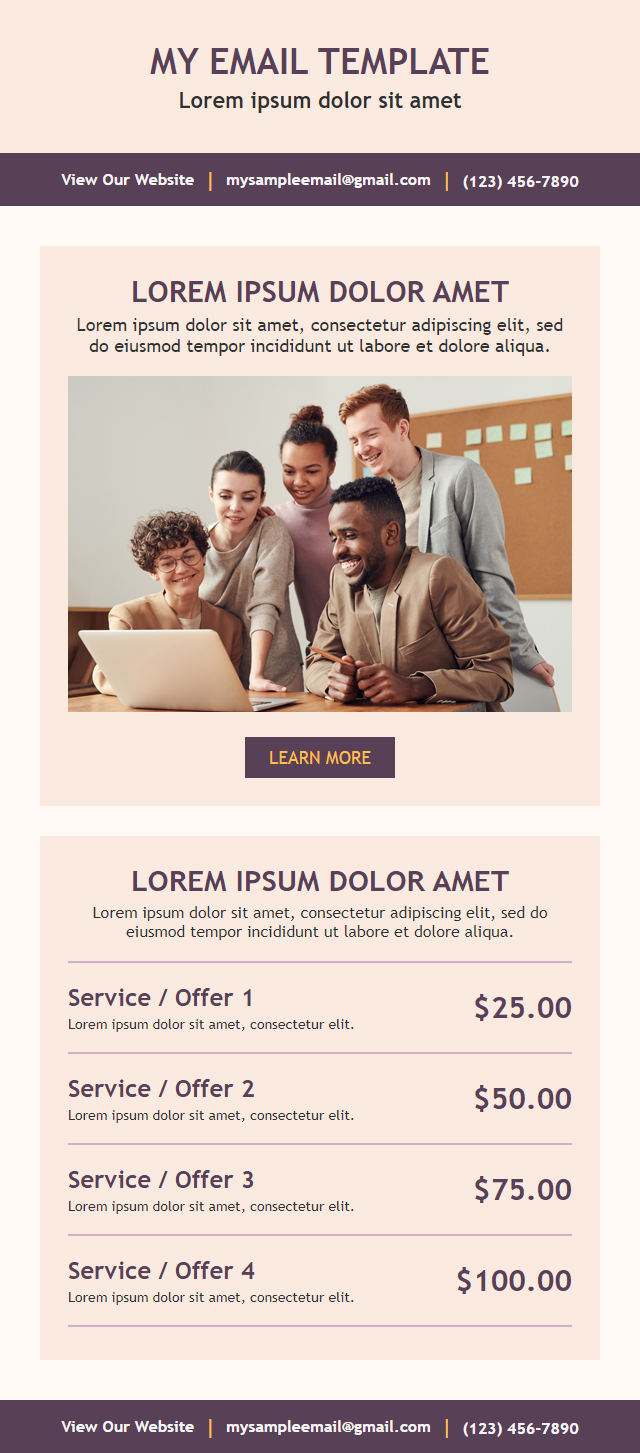 MY EMAIL TEMPLATE
Lorem ipsum dolor sit amet
View Our Website | mysampleemail@gmail.com | (123) 456-7890
LOREM IPSUM DOLOR AMET
Lorem ipsum dolor sit amet, consectetur adipiscing elit, sed
do eiusmod tempor incididunt ut labore et dolore aliqua.
LEARN MORE
LOREM IPSUM DOLOR AMET
Lorem ipsum dolor sit amet, consectetur adipiscing elit, sed do
eiusmod tempor incididunt ut labore et dolore aliqua.
Service / Offer 1
Lorem ipsum dolor sit amet, consectetur elit.
$25.00
Service / Offer 2
Lorem ipsum dolor sit amet, consectetur elit.
$50.00
Service / Offer 3
Lorem ipsum dolor sit amet, consectetur elit.
$75.00
Service / Offer 4
Lorem ipsum dolor sit amet, consectetur elit.
$100.00
View Our Website | mysampleemail@gmail.com | (123) 456-7890